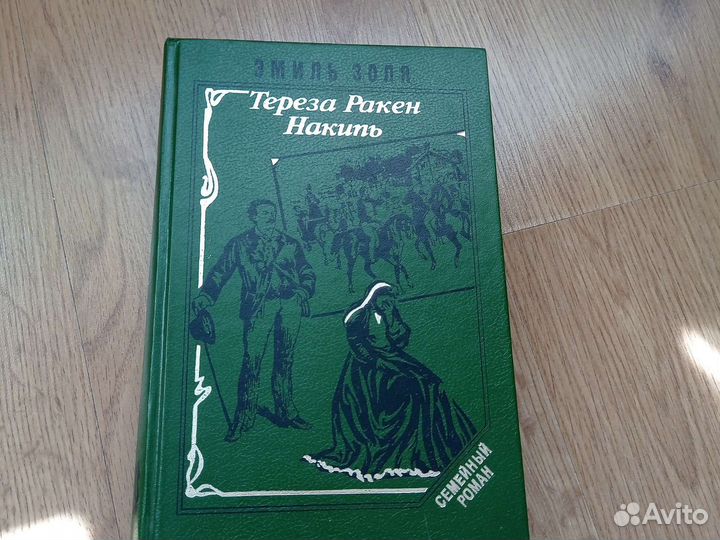 ЭМИЛЬ ЗОЛЯ
Тереза Ракен
Накипь
СЕМЕЙНЫЙ
РОМАН
Avito